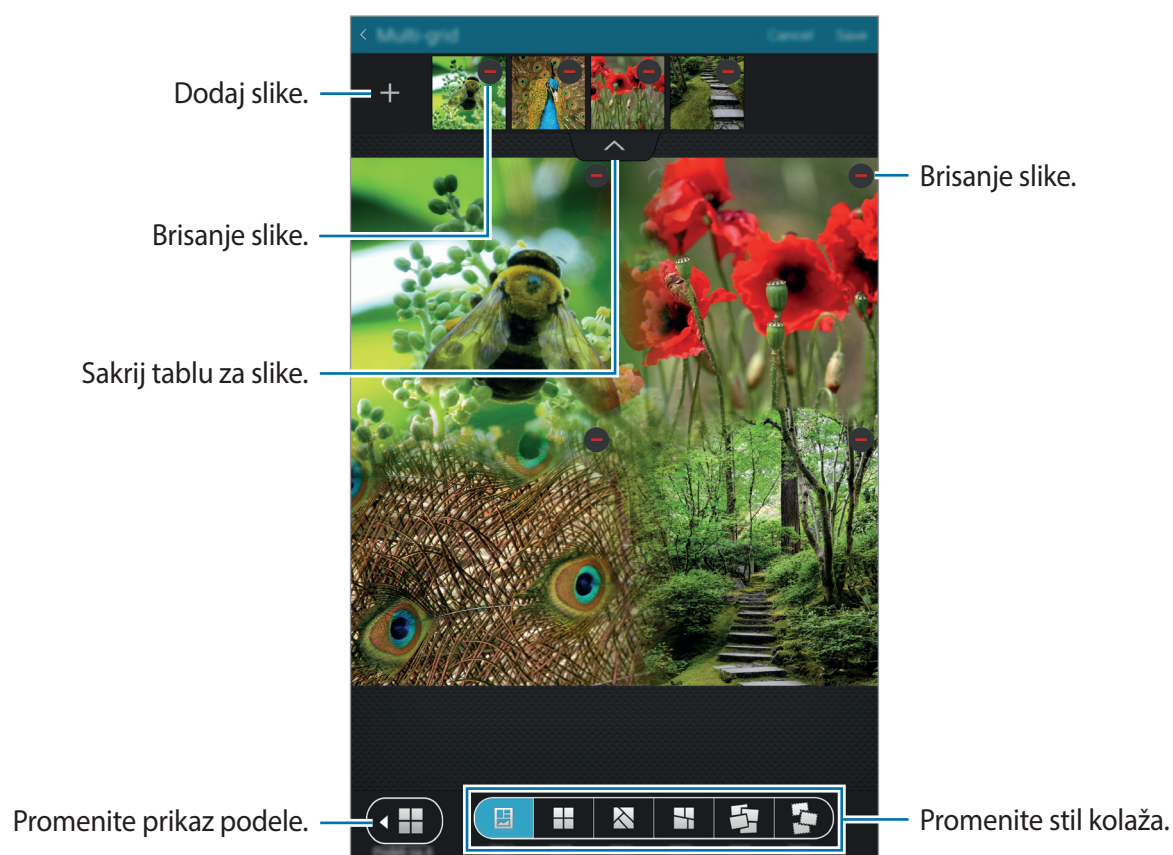 Multi-grid
Cancel Save
Dodaj slike.
Brisanje slike.
Brisanje slike.
Sakrij tablu za slike.
Promenite prikaz podele.
Promenite stil kolaža.